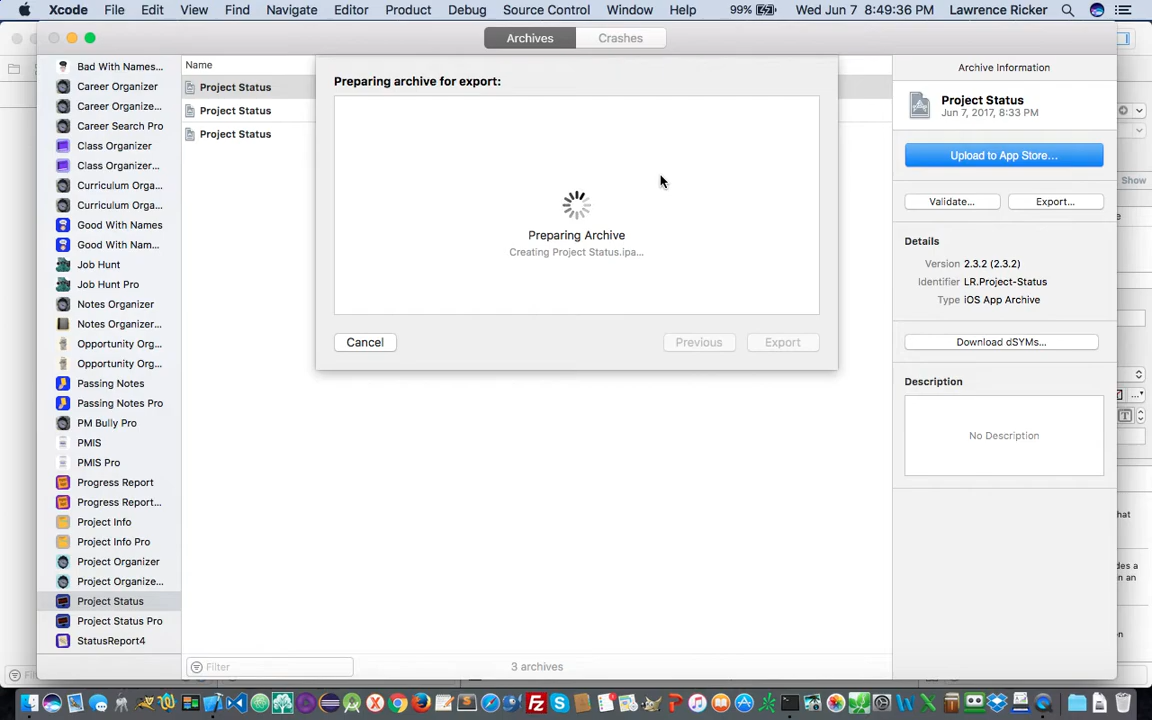 Xcode File Edit View Find Navigate Editor Product Debug Source Control Window Help 99% Wed Jun 7 8:49:36 PM Lawrence Ricker
Archives Crashes
Bad With Names...
Career Organizer
Career Organize...
Career Search Pro
Class Organizer
Class Organizer...
Curriculum Orga...
Curriculum Orga...
Good With Names
Good With Nam...
Job Hunt
Job Hunt Pro
Notes Organizer
Notes Organizer...
Opportunity Org...
Opportunity Org...
Passing Notes
Passing Notes Pro
PM Bully Pro
PMIS
PMIS Pro
Progress Report
Progress Report...
Project Info
Project Info Pro
Project Organizer
Project Organize...
Project Status
Project Status Pro
StatusReport4
Name
Project Status
Project Status
Project Status
Filter
3 archives
Preparing archive for export:
Preparing Archive
Creating Project Status.ipa...
Cancel Previous Export
Archive Information
Project Status
Jun 7, 2017, 8:33 PM
Upload to App Store...
Validate... Export...
Details
Version 2.3.2 (2.3.2)
Identifier LR.Project-Status
Type iOS App Archive
Download dSYMs...
Description
No Description
Show